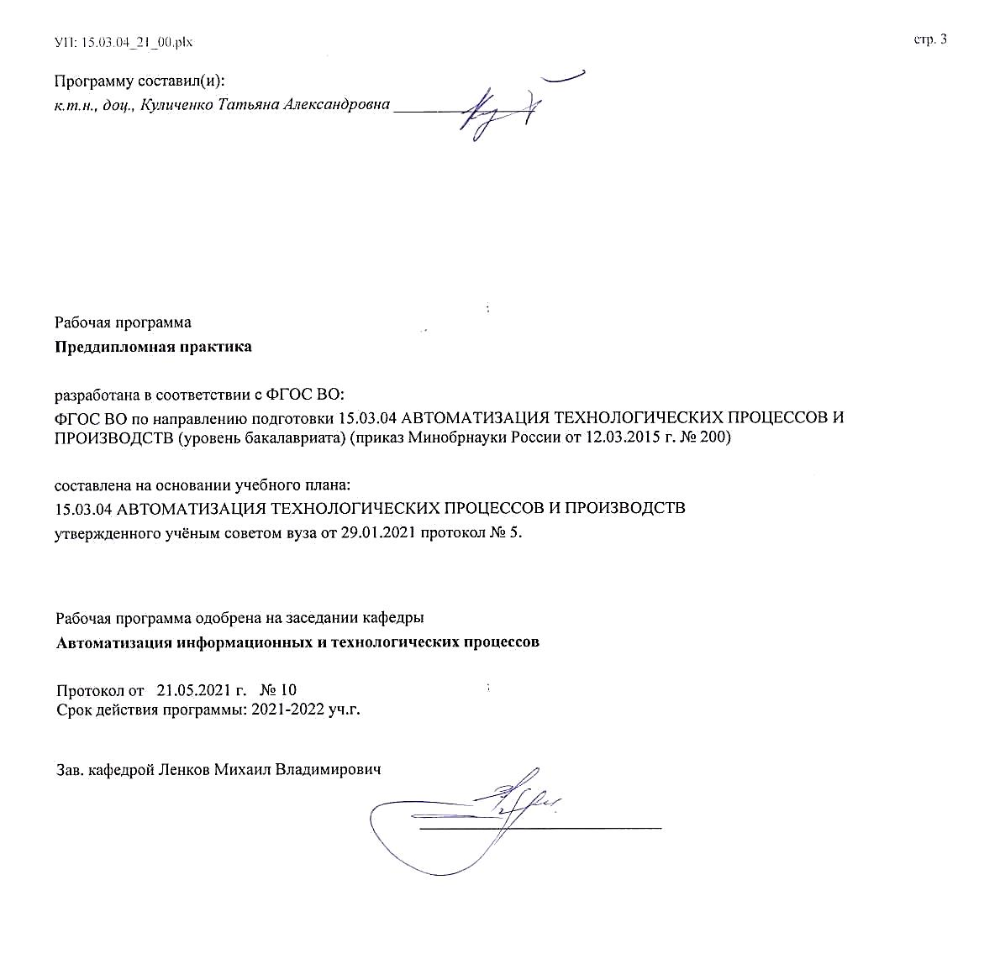 УП: 15.03.04_21_00.plx
стр. 3
Программу составил(и):
к.т.н., доц., Куличенко Татьяна Александровна
Рабочая программа
Преддипломная практика
разработана в соответствии с ФГОС ВО:
ФГОС ВО по направлению подготовки 15.03.04 АВТОМАТИЗАЦИЯ ТЕХНОЛОГИЧЕСКИХ ПРОЦЕССОВ И
ПРОИЗВОДСТВ (уровень бакалавриата) (приказ Минобрнауки России от 12.03.2015 г. № 200)
составлена на основании учебного плана:
15.03.04 АВТОМАТИЗАЦИЯ ТЕХНОЛОГИЧЕСКИХ ПРОЦЕССОВ И ПРОИЗВОДСТВ
утвержденного учёным советом вуза от 29.01.2021 протокол № 5.
Рабочая программа одобрена на заседании кафедры
Автоматизация информационных и технологических процессов
Протокол от 21.05.2021 г. № 10
Срок действия программы: 2021-2022 уч.г.
Зав. кафедрой Ленков Михаил Владимирович